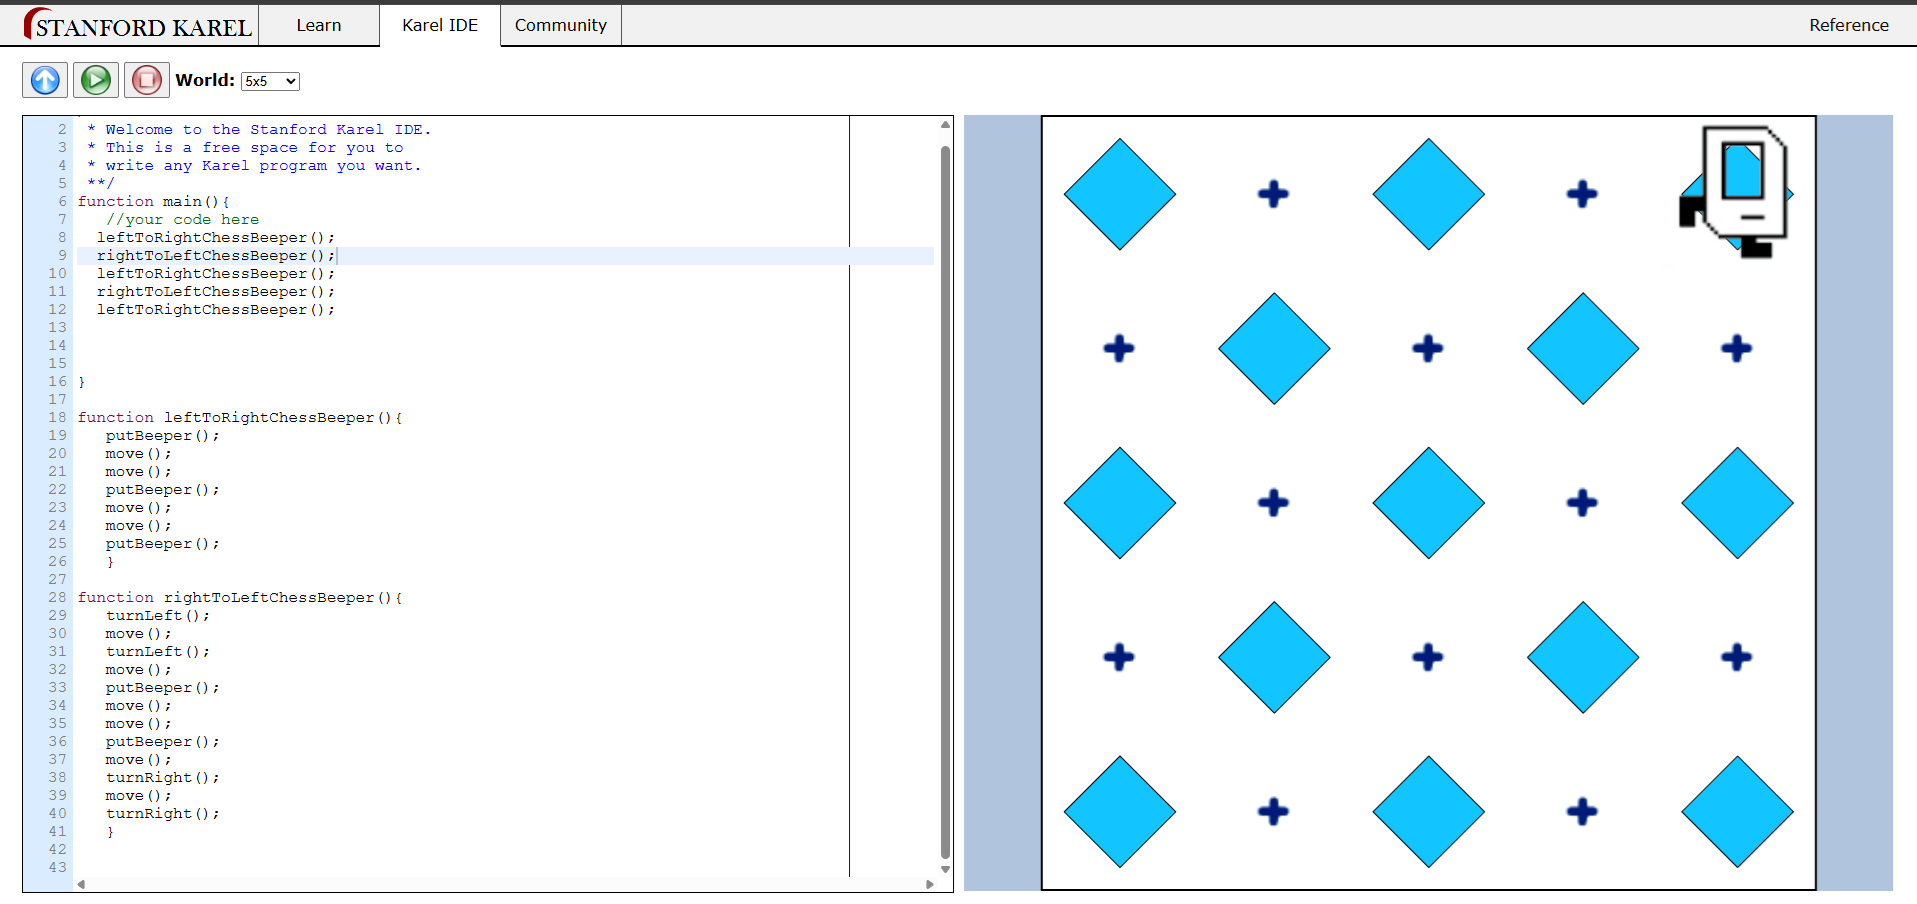 STANFORD KAREL
Learn
Karel IDE
Community
Reference
World: 5x5
2 * Welcome to the Stanford Karel IDE.
3 * This is a free space for you to
4 * write any Karel program you want.
5 **/
6 function main(){
7 //your code here
8 leftToRightChessBeeper();
9 rightToLeftChessBeeper();
10 leftToRightChessBeeper();
11 rightToLeftChessBeeper();
12 leftToRightChessBeeper();
13
14
15
16 }
17
18 function leftToRightChessBeeper(){
19 putBeeper();
20 move();
21 move();
22 putBeeper();
23 move();
24 move();
25 putBeeper();
26 }
27
28 function rightToLeftChessBeeper(){
29 turnLeft();
30 move();
31 turnLeft();
32 move();
33 putBeeper();
34 move();
35 move();
36 putBeeper();
37 move();
38 turnRight();
39 move();
40 turnRight();
41 }
42
43